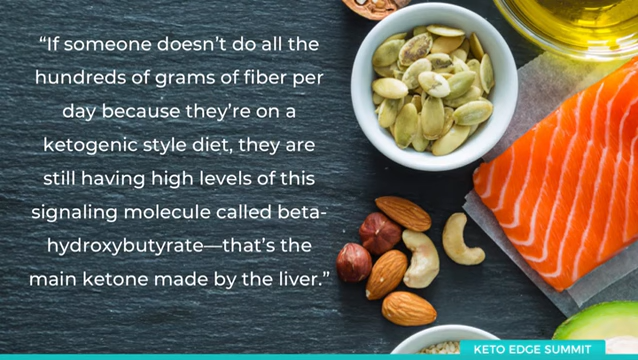 “If someone doesn’t do all the
hundreds of grams of fiber per
day because they’re on a
ketogenic style diet, they are
still having high levels of this
signaling molecule called beta-
hydroxybutyrate—that’s the
main ketone made by the liver.”
KETO EDGE SUMMIT